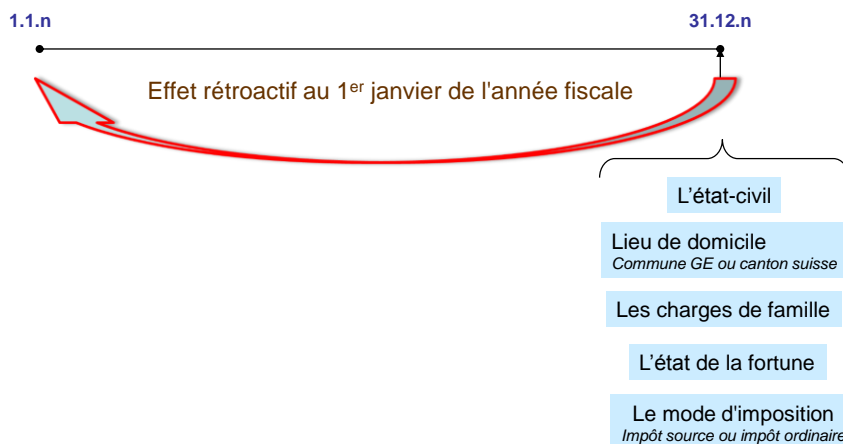 1.1.n
31.12.n
Effet rétroactif au 1er janvier de l'année fiscale
L'état-civil
Lieu de domicile
Commune GE ou canton suisse
Les charges de famille
L'état de la fortune
Le mode d'imposition
Impôt source ou impôt ordinaire